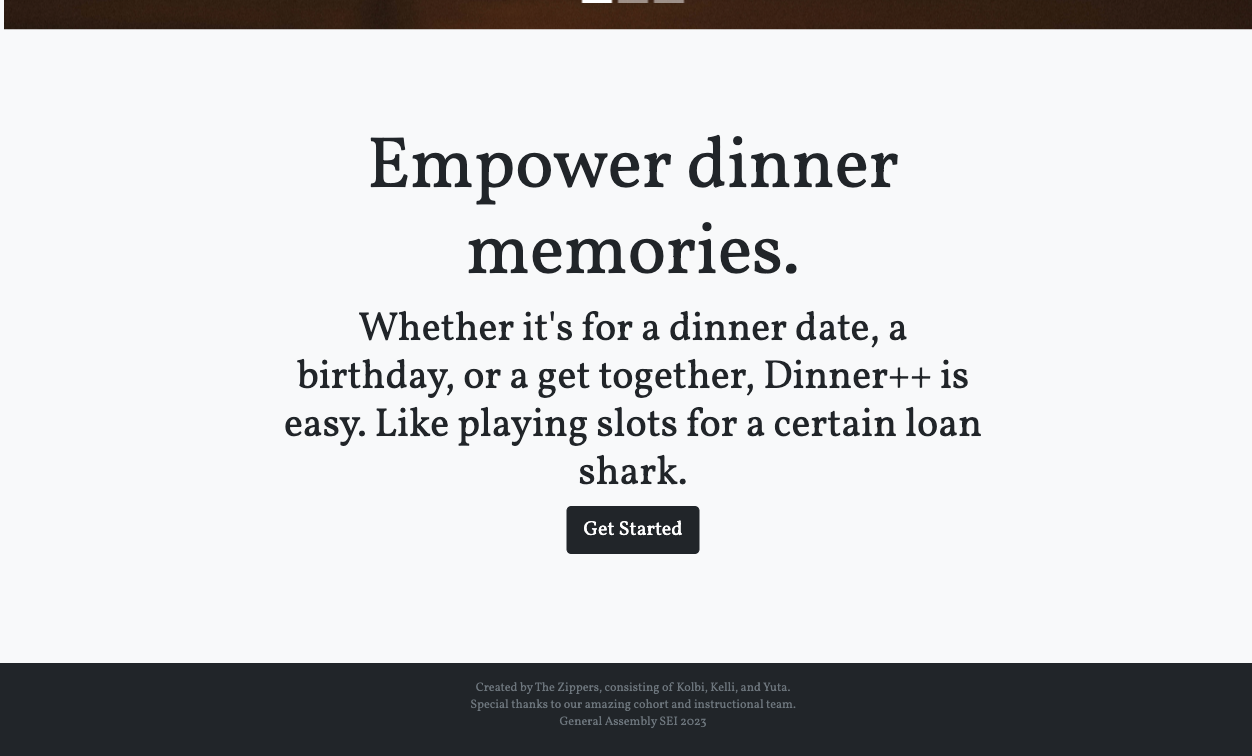 Empower dinner
memories.
Whether it's for a dinner date, a
birthday, or a get together, Dinner++ is
easy. Like playing slots for a certain loan
shark.
Get Started
Created by The Zippers, consisting of Kolbi, Kelli, and Yuta.
Special thanks to our amazing cohort and instructional team.
General Assembly SEI 2023